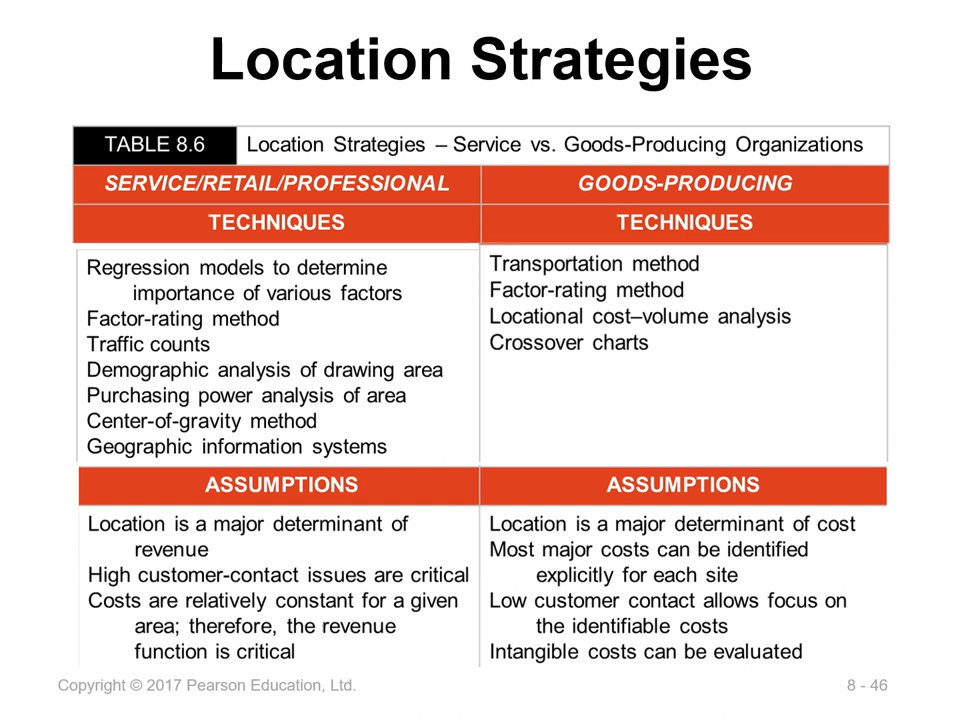 Location Strategies
TABLE 8.6
Location Strategies – Service vs. Goods-Producing Organizations
SERVICE/RETAIL/PROFESSIONAL
GOODS-PRODUCING
TECHNIQUES
TECHNIQUES
Regression models to determine
importance of various factors
Factor-rating method
Traffic counts
Demographic analysis of drawing area
Purchasing power analysis of area
Center-of-gravity method
Geographic information systems
Transportation method
Factor-rating method
Locational cost–volume analysis
Crossover charts
ASSUMPTIONS
ASSUMPTIONS
Location is a major determinant of
revenue
High customer-contact issues are critical
Costs are relatively constant for a given
area; therefore, the revenue
function is critical
Location is a major determinant of cost
Most major costs can be identified
explicitly for each site
Low customer contact allows focus on
the identifiable costs
Intangible costs can be evaluated
Copyright © 2017 Pearson Education, Ltd.
8 - 46